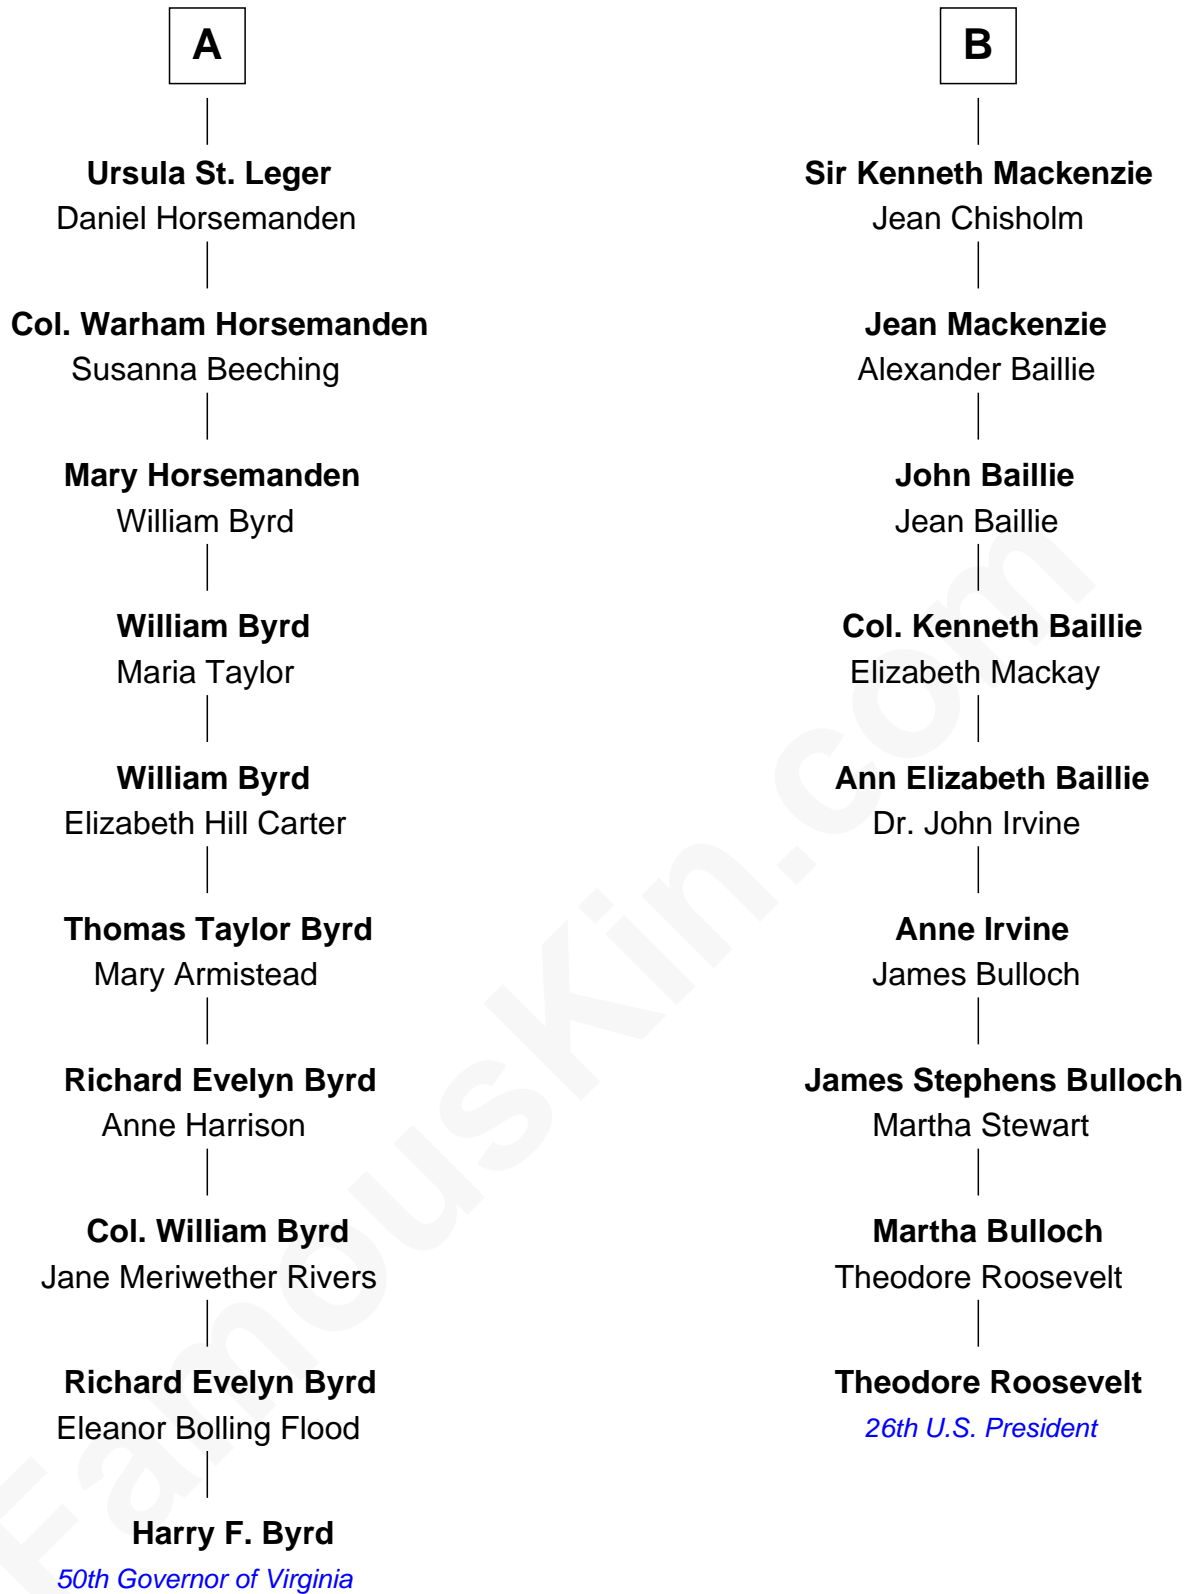 A
Ursula St. Leger
Daniel Horsemanden
Col. Warham Horsemanden
Susanna Beeching
Mary Horsemanden
William Byrd
William Byrd
Maria Taylor
William Byrd
Elizabeth Hill Carter
Thomas Taylor Byrd
Mary Armistead
Richard Evelyn Byrd
Anne Harrison
Col. William Byrd
Jane Meriwether Rivers
Richard Evelyn Byrd
Eleanor Bolling Flood
Harry F. Byrd
50th Governor of Virginia
B
Sir Kenneth Mackenzie
Jean Chisholm
Jean Mackenzie
Alexander Baillie
John Baillie
Jean Baillie
Col. Kenneth Baillie
Elizabeth Mackay
Ann Elizabeth Baillie
Dr. John Irvine
Anne Irvine
James Bulloch
James Stephens Bulloch
Martha Stewart
Martha Bulloch
Theodore Roosevelt
Theodore Roosevelt
26th U.S. President
FamousKin.com